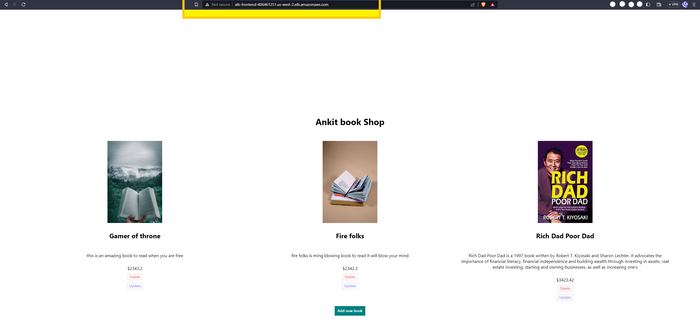 Not secure
Ankit book Shop
RICH
DAD
POOR DAD
ROBERT T. KIYOSAKI
Gamer of throne
Fire folks
Rich Dad Poor Dad
this is an amazing book to read when you are free
fire folks is ming blowing book to read it will blow your mind
Rich Dad Poor Dad is a 1997 book written by Robert T. Kiyosaki and Sharon Lechter. It advocates the
importance of financial literacy, financial independence and building wealth through investing in assets, real
estate investing, starting and owning businesses, as well as increasing one's
$2343.2
$2342.3
$3423.42
Delete
Delete
Delete
Update
Update
Update
Add new book